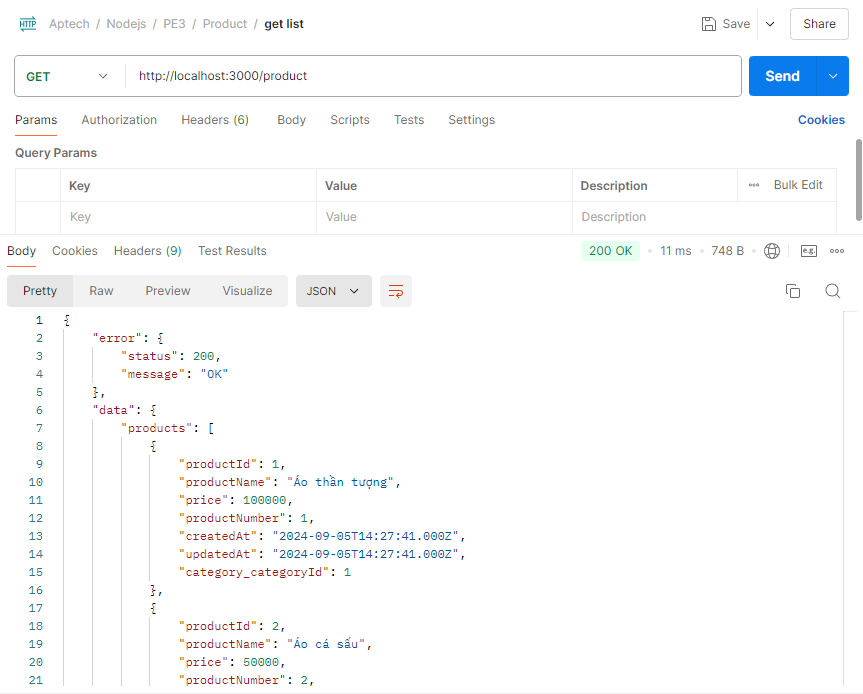 HTTP Aptech / Nodejs / PE3 / Product / get list Save Share
GET http://localhost:3000/product Send
Params Authorization Headers (6) Body Scripts Tests Settings Cookies
Query Params
Key Value Description Bulk Edit
Key Value Description
Body Cookies Headers (9) Test Results 200 OK 11 ms 748 B e.g.
Pretty Raw Preview Visualize JSON
1 {
2 "error": {
3 "status": 200,
4 "message": "OK"
5 },
6 "data": {
7 "products": [
8 {
9 "productId": 1,
10 "productName": "Áo thần tượng",
11 "price": 100000,
12 "productNumber": 1,
13 "createdAt": "2024-09-05T14:27:41.000Z",
14 "updatedAt": "2024-09-05T14:27:41.000Z",
15 "category_categoryId": 1
16 },
17 {
18 "productId": 2,
19 "productName": "Áo cá sấu",
20 "price": 50000,
21 "productNumber": 2,